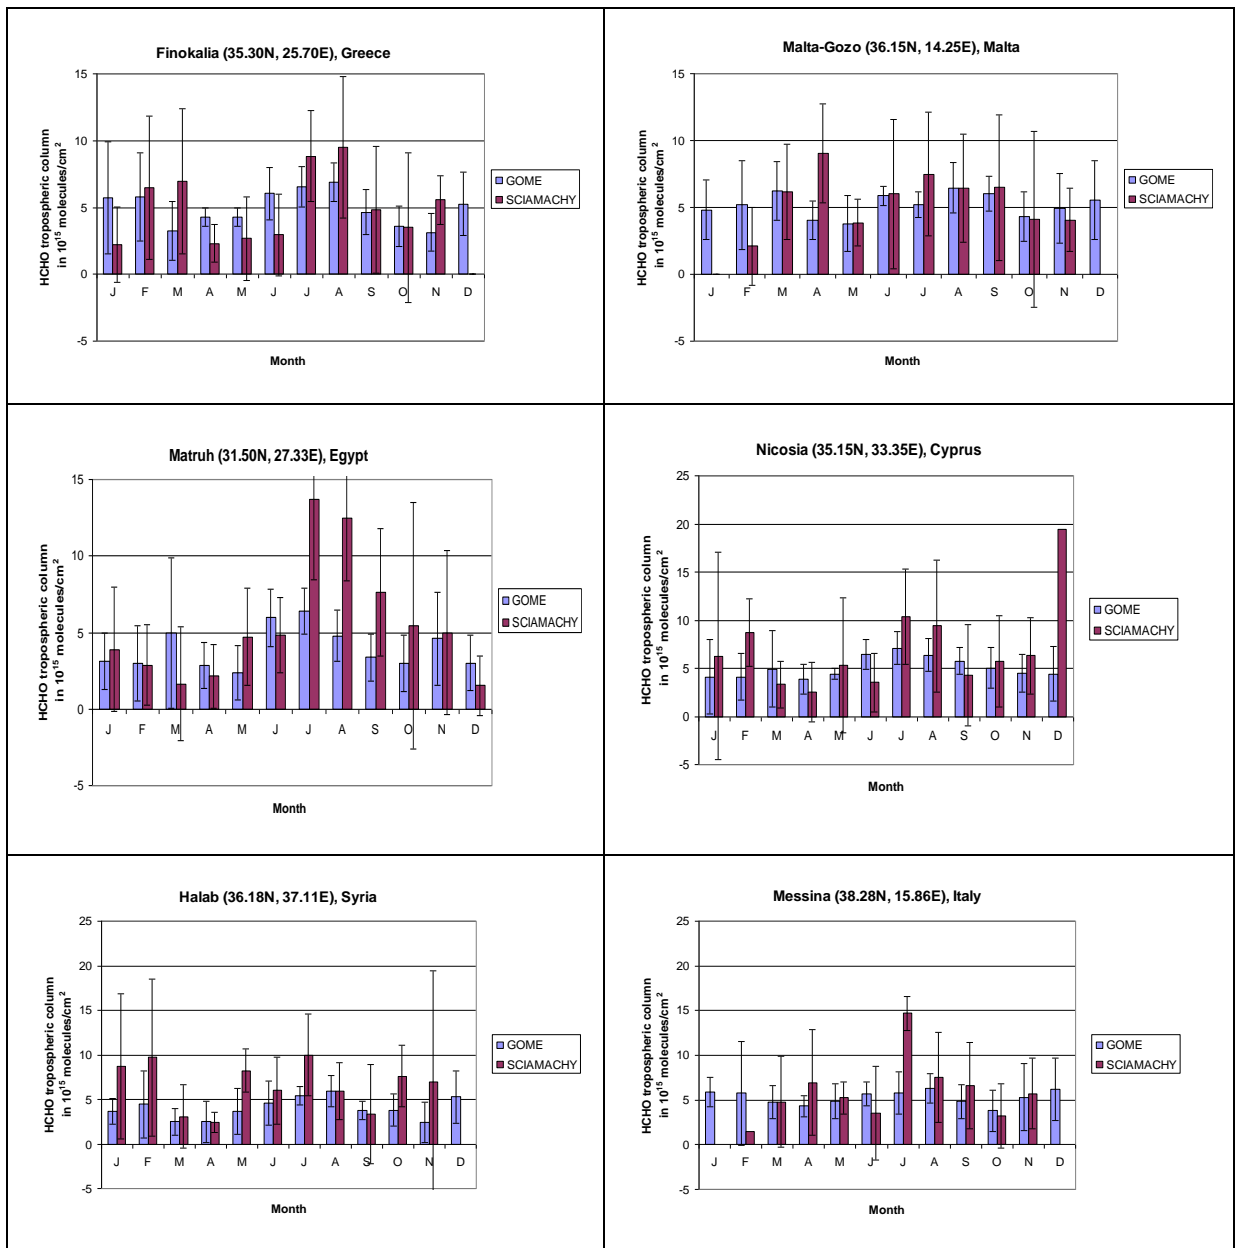 Finokalia (35.30N, 25.70E), Greece
HCHO tropospheric column
in 10¹⁵ molecules/cm²
15
10
5
0
-5
J F M A M J J A S O N D
Month
GOME
SCIAMACHY
Malta-Gozo (36.15N, 14.25E), Malta
HCHO tropospheric column
in 10¹⁵ molecules/cm²
15
10
5
0
-5
J F M A M J J A S O N D
Month
GOME
SCIAMACHY
Matruh (31.50N, 27.33E), Egypt
HCHO tropospheric column
in 10¹⁵ molecules/cm²
15
10
5
0
-5
J F M A M J J A S O N D
Month
GOME
SCIAMACHY
Nicosia (35.15N, 33.35E), Cyprus
HCHO tropospheric column
in 10¹⁵ molecules/cm²
25
20
15
10
5
0
-5
J F M A M J J A S O N D
Month
GOME
SCIAMACHY
Halab (36.18N, 37.11E), Syria
HCHO tropospheric column
in 10¹⁵ molecules/cm²
25
20
15
10
5
0
-5
J F M A M J J A S O N D
Month
GOME
SCIAMACHY
Messina (38.28N, 15.86E), Italy
HCHO tropospheric column
in 10¹⁵ molecules/cm²
25
20
15
10
5
0
-5
J F M A M J J A S O N D
Month
GOME
SCIAMACHY